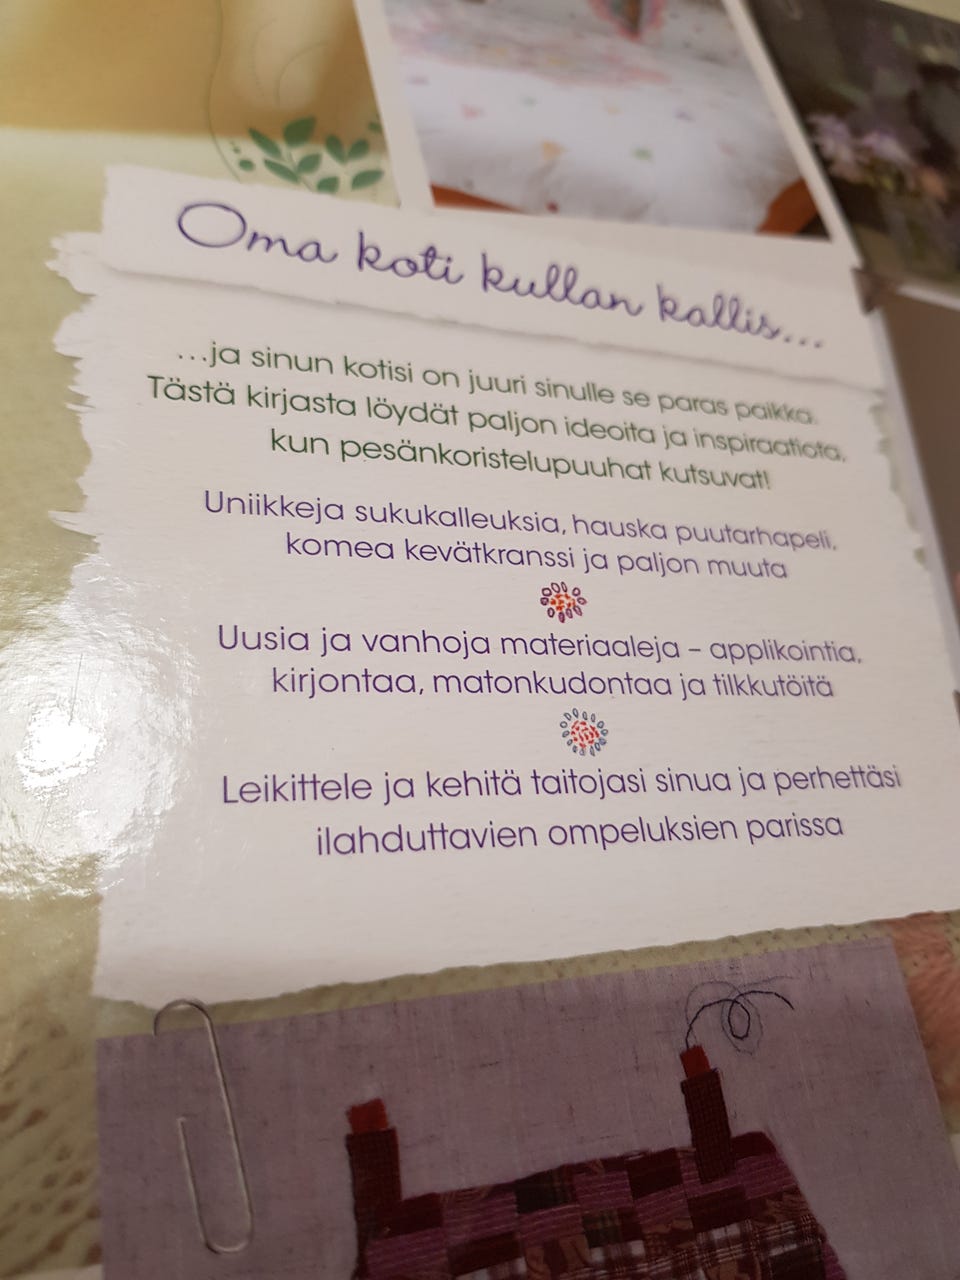 Oma koti kullan kallis...
...ja sinun kotisi on juuri sinulle se paras paikka.
Tästä kirjasta löydät paljon ideoita ja inspiraatiota,
kun pesänkoristelupuuhat kutsuvat!
Uniikkeja sukukalleuksia, hauska puutarhapeli,
komea kevätkranssi ja paljon muuta
Uusia ja vanhoja materiaaleja – applikointia,
kirjontaa, matonkudontaa ja tilkkutöitä
Leikittele ja kehitä taitojasi sinua ja perhettäsi
ilahduttavien ompeluksien parissa